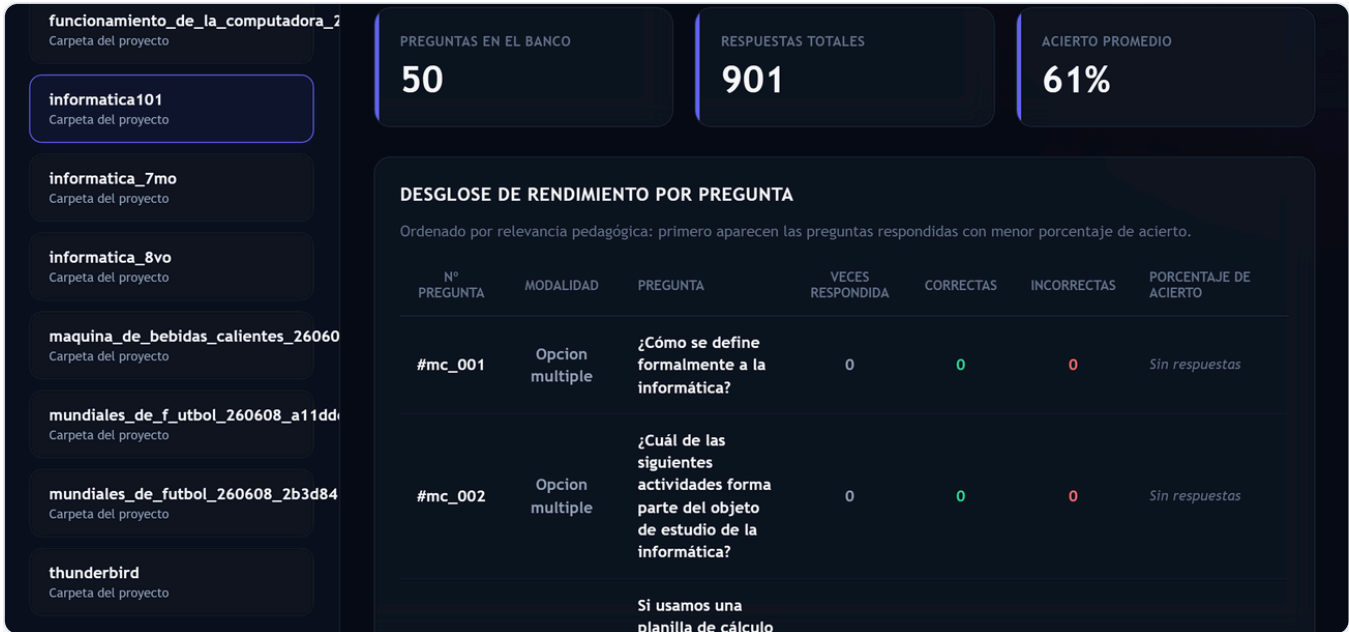 funcionamiento_de_la_computadora_2
Carpeta del proyecto
informatica101
Carpeta del proyecto
informatica_7mo
Carpeta del proyecto
informatica_8vo
Carpeta del proyecto
maquina_de_bebidas_calientes_26060
Carpeta del proyecto
mundiales_de_f_utbol_260608_a11dd
Carpeta del proyecto
mundiales_de_futbol_260608_2b3d84
Carpeta del proyecto
thunderbird
Carpeta del proyecto
PREGUNTAS EN EL BANCO
50
RESPUESTAS TOTALES
901
ACIERTO PROMEDIO
61%
DESGLOSE DE RENDIMIENTO POR PREGUNTA
Ordenado por relevancia pedagógica: primero aparecen las preguntas respondidas con menor porcentaje de acierto.
Nº
PREGUNTA
MODALIDAD
PREGUNTA
VECES
RESPONDIDA
CORRECTAS
INCORRECTAS
PORCENTAJE DE
ACIERTO
#mc_001
Opcion
multiple
¿Cómo se define
formalmente a la
informática?
0
0
0
Sin respuestas
#mc_002
Opcion
multiple
¿Cuál de las
siguientes
actividades forma
parte del objeto
de estudio de la
informática?
0
0
0
Sin respuestas
Si usamos una
planilla de cálculo